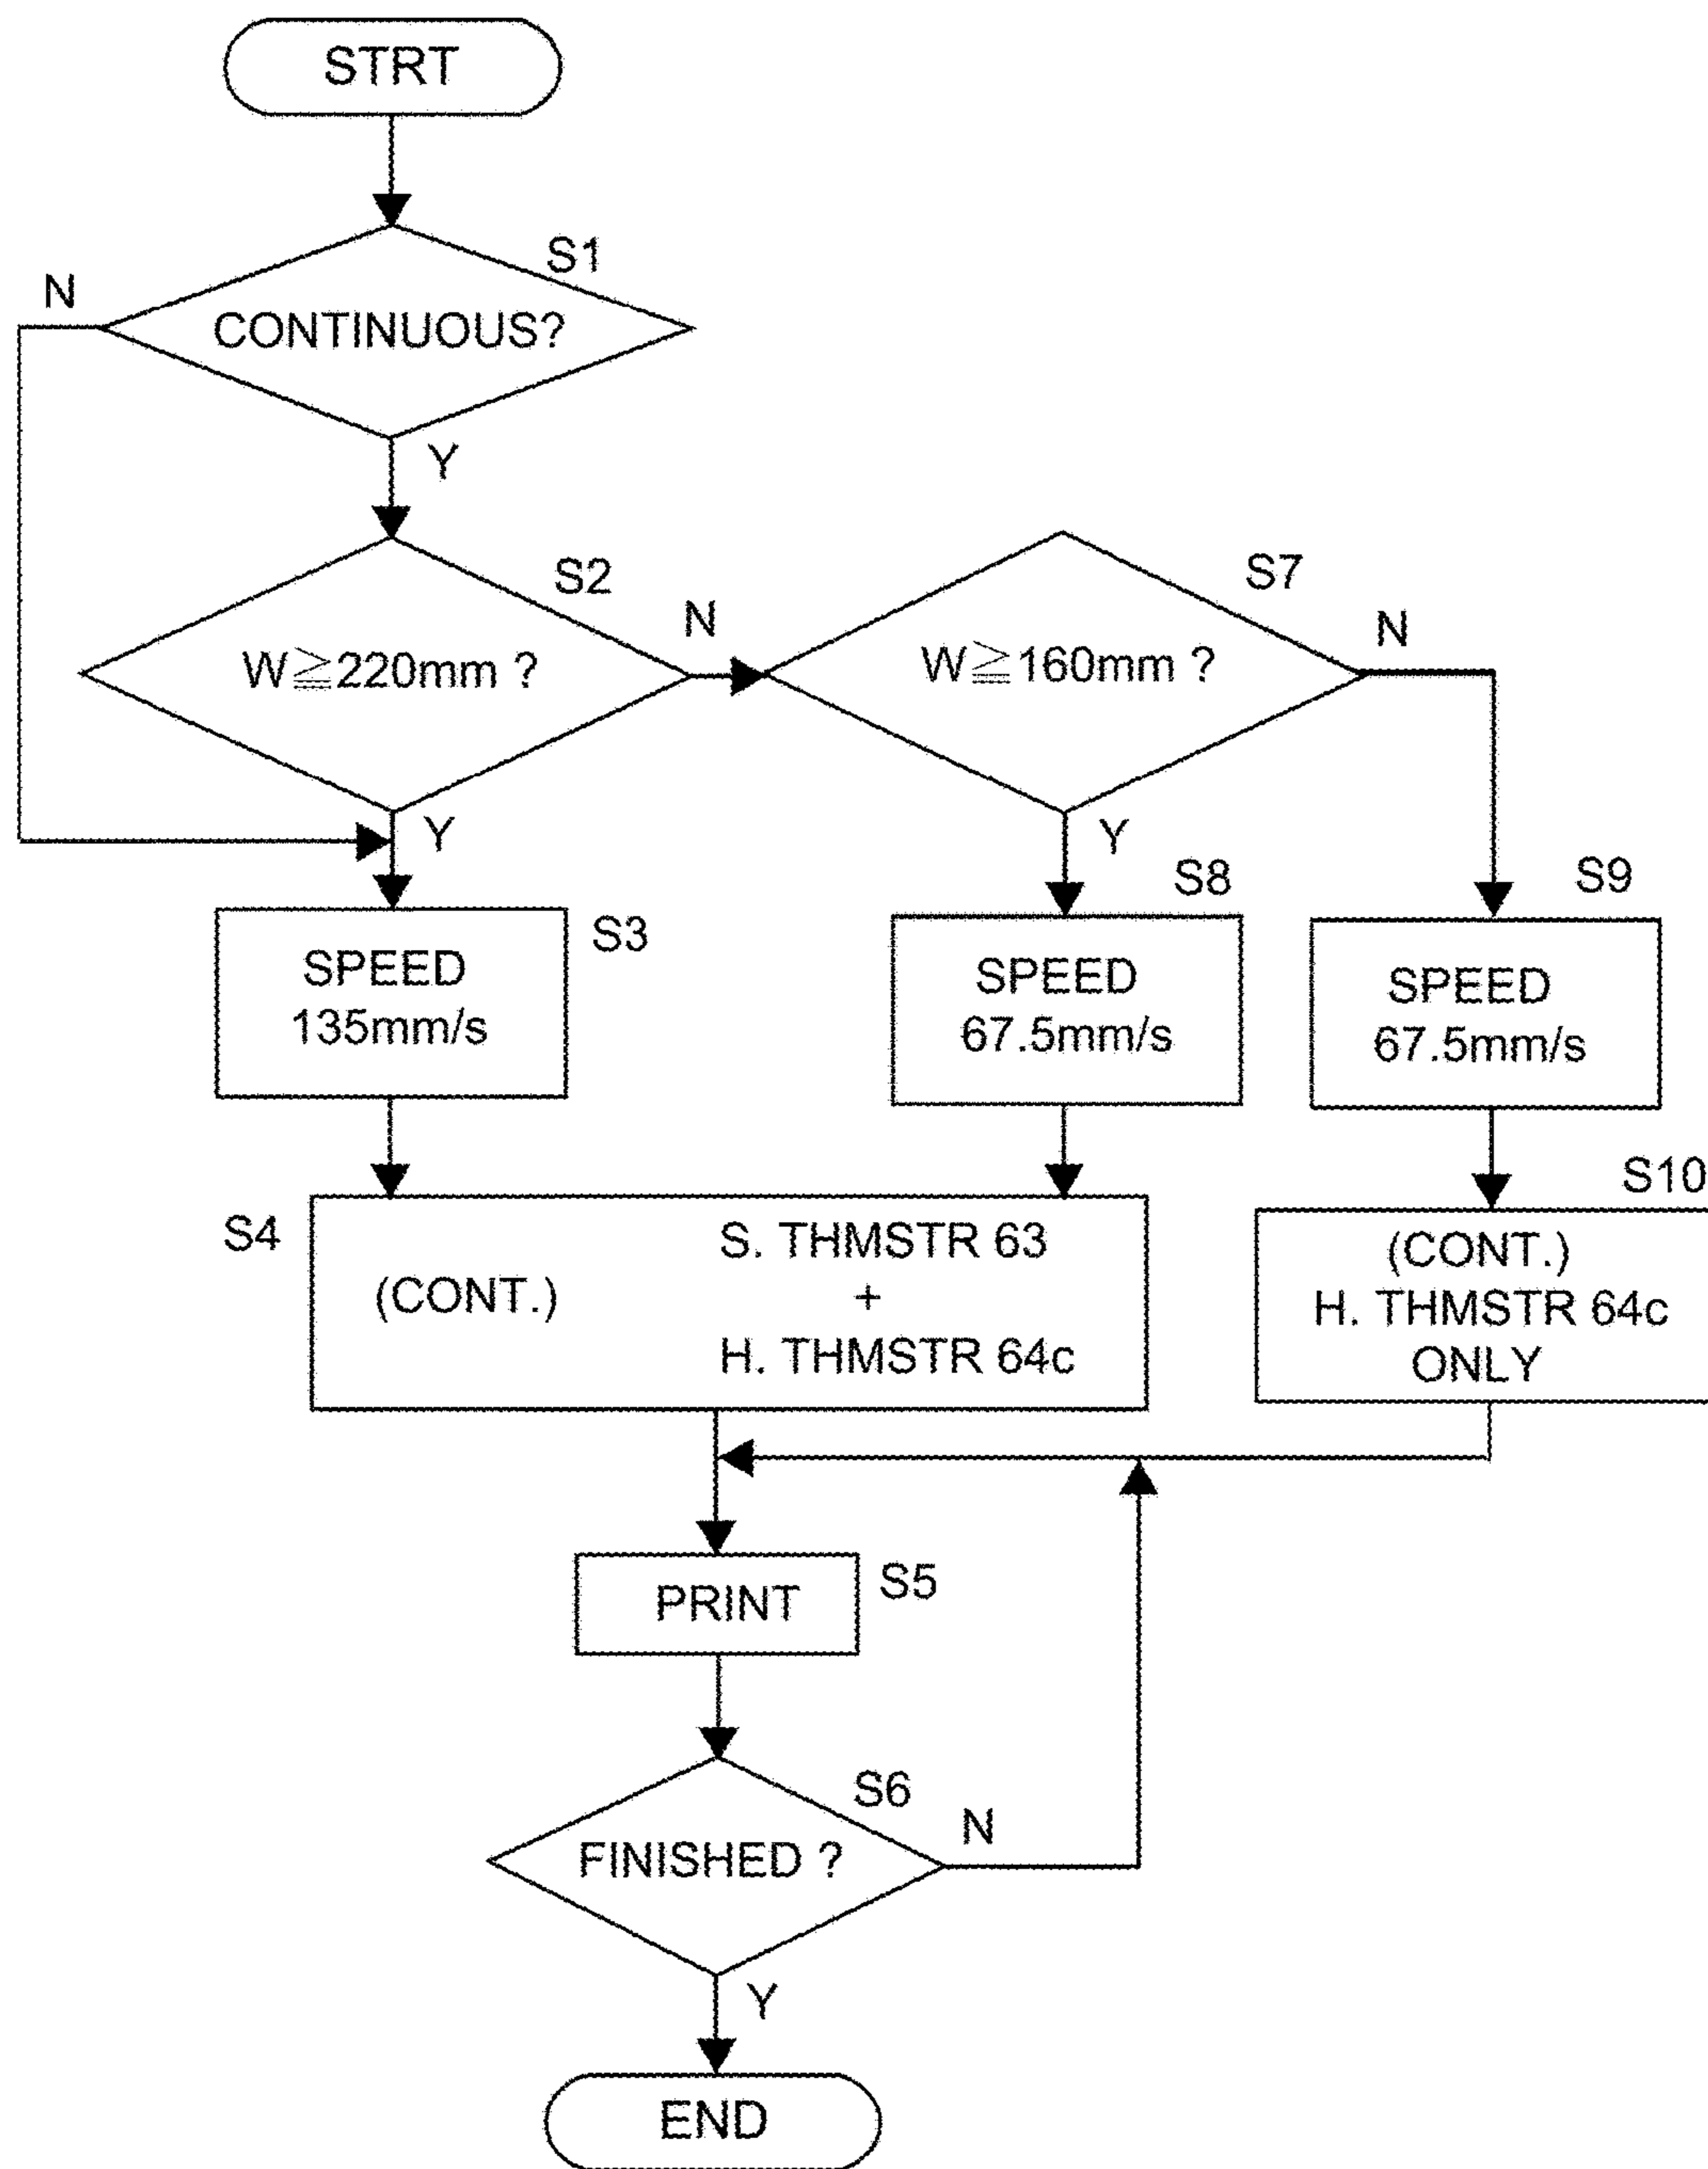 STRT
S1
N
CONTINUOUS?
Y
S2
N
W≧220mm ?
Y
S7
N
W≧160mm ?
Y
S3
SPEED
135mm/s
S8
SPEED
67.5mm/s
S9
SPEED
67.5mm/s
S4
(CONT.)
S. THMSTR 63
+
H. THMSTR 64c
S10
(CONT.)
H. THMSTR 64c
ONLY
PRINT
S5
S6
FINISHED ?
N
Y
END